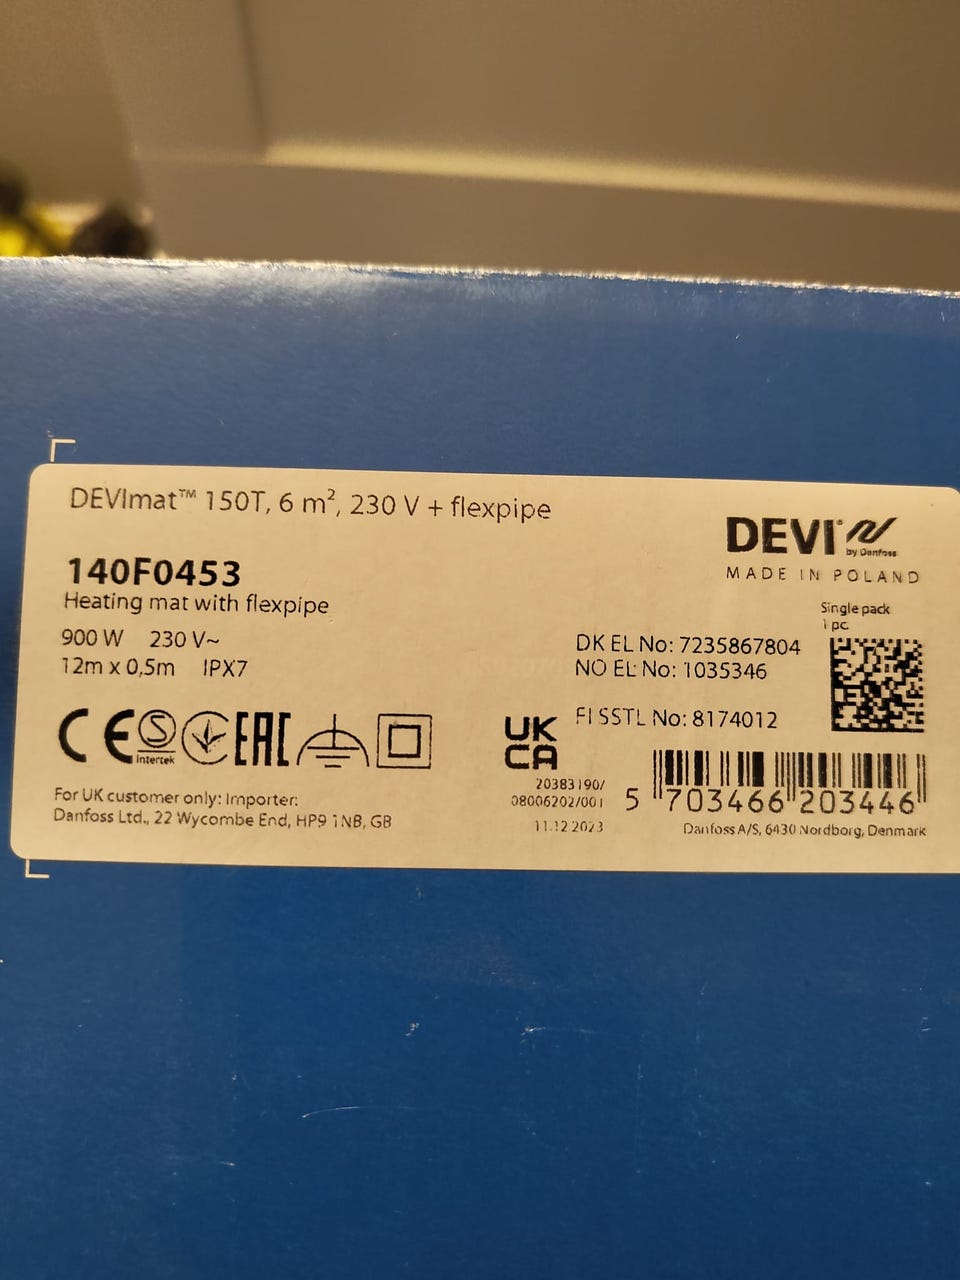 DEVImat™ 150T, 6 m², 230 V + flexpipe
140F0453
Heating mat with flexpipe
900 W 230 V~
12m x 0,5m IPX7
CE S Intertek EAC
For UK customer only: Importer:
Danfoss Ltd., 22 Wycombe End, HP9 1NB, GB
DEVI
by Danfoss
MADE IN POLAND
Single pack
1 pc.
DK EL No: 7235867804
NO EL No: 1035346
FI SSTL No: 8174012
UK
CA
20383190/
08006202/001
11.12.2023
5 703466 203446
Danfoss A/S, 6430 Nordborg, Denmark